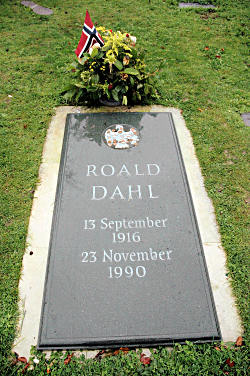 ROALD
DAHL
13 September
1916
23 November
1990